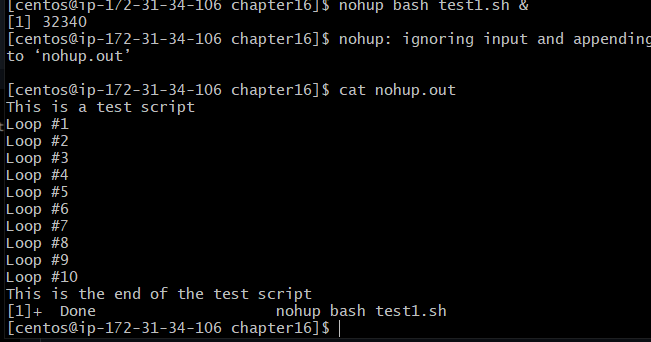 [centos@ip-172-31-34-106 chapter16]$ nohup bash test1.sh &
[1] 32340
[centos@ip-172-31-34-106 chapter16]$ nohup: ignoring input and appending
to ‘nohup.out’
[centos@ip-172-31-34-106 chapter16]$ cat nohup.out
This is a test script
Loop #1
Loop #2
Loop #3
Loop #4
Loop #5
Loop #6
Loop #7
Loop #8
Loop #9
Loop #10
This is the end of the test script
[1]+  Done                    nohup bash test1.sh
[centos@ip-172-31-34-106 chapter16]$